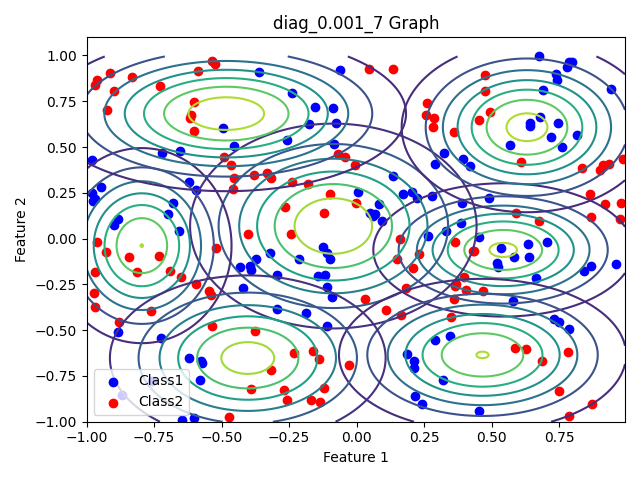 diag_0.001_7 Graph
1.00
0.75
0.50
0.25
0.00
−0.25
−0.50
−0.75
−1.00
Feature 2
Class1
Class2
−1.00 −0.75 −0.50 −0.25 0.00 0.25 0.50 0.75
Feature 1